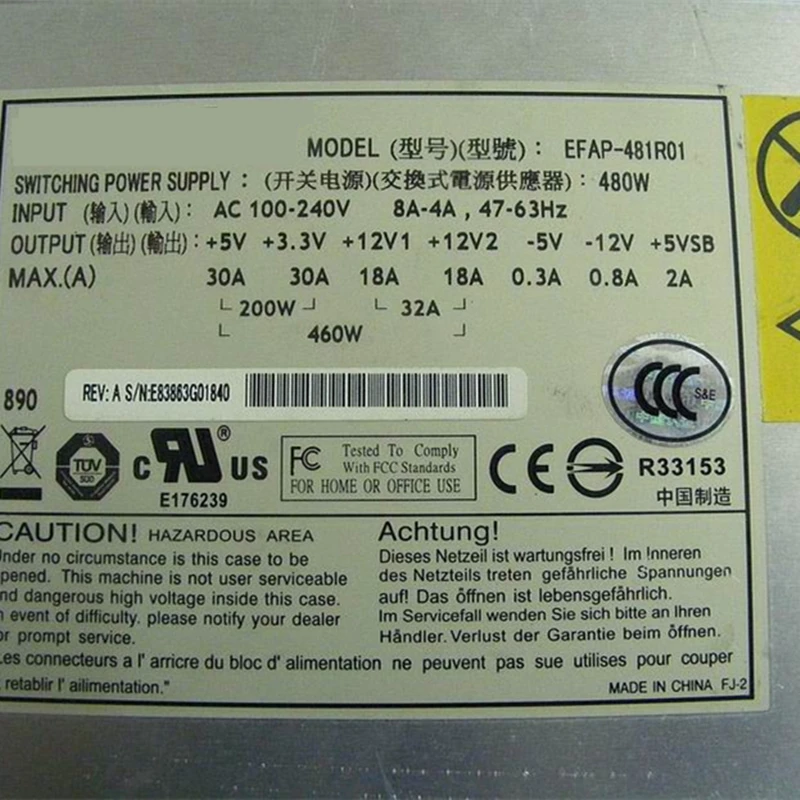 MODEL (型号)(型號): EFAP-481R01
SWITCHING POWER SUPPLY : (开关电源)(交換式電源供應器): 480W
INPUT (输入)(輸入): AC 100-240V 8A-4A , 47-63Hz
OUTPUT(输出)(輸出): +5V +3.3V +12V1 +12V2 -5V -12V +5VSB
MAX.(A) 30A 30A 18A 18A 0.3A 0.8A 2A
200W 32A
460W
890
REV: A S/N:E83863G01840
CCC S&E
TUV
SUD
c RU ® US
E176239
FC Tested To Comply
With FCC Standards
FOR HOME OR OFFICE USE
CE
R33153
中国制造
CAUTION! HAZARDOUS AREA
Under no circumstance is this case to be
pened. This machine is not user serviceable
nd dangerous high voltage inside this case.
n event of difficulty. please notify your dealer
or prompt service.
Achtung!
Dieses Netzeil ist wartungsfrei ! Im Inneren
des Netzteils treten gefährliche Spannungen
auf! Das öffnen ist lebensgefährlich.
Im Servicefall wenden Sie sich bitte an Ihren
Händler. Verlust der Garantie beim öffnen.
Les connecteurs a l' arricre du bloc d' alimentation ne peuvent pas sue utilises pour couper
retablir l' ailimentation."
MADE IN CHINA FJ-2